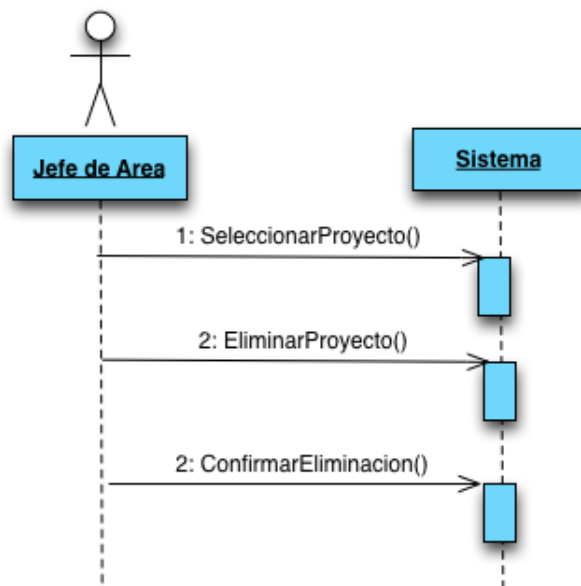 Jefe de Area
Sistema
1: SeleccionarProyecto()
2: EliminarProyecto()
2: ConfirmarEliminacion()